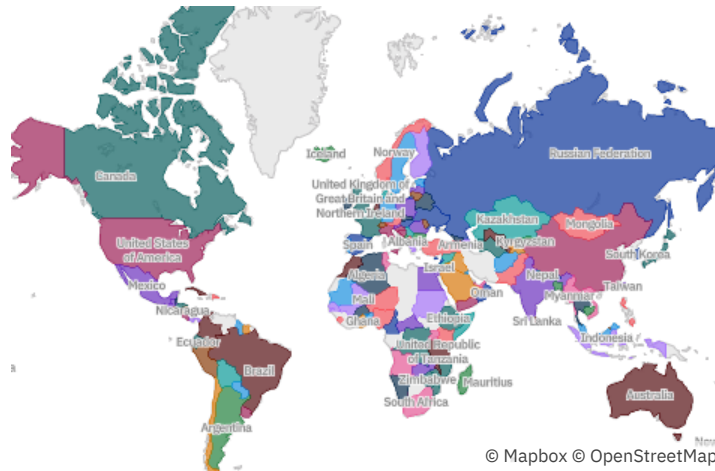 Iceland
Norway
Russian Federation
Canada
United Kingdom of
Great Britain and
Northern Ireland
Kazakhstan
Mongolia
United States
of America
Spain
Albania
Armenia
Kyrgyzstan
South Korea
Algeria
Israel
Nepal
Mexico
Oman
Taiwan
Mali
Myanmar
Nicaragua
Ghana
Ethiopia
Sri Lanka
Ecuador
Indonesia
United Republic
of Tanzania
Brazil
Zimbabwe
Mauritius
Australia
South Africa
Argentina
© Mapbox © OpenStreetMap